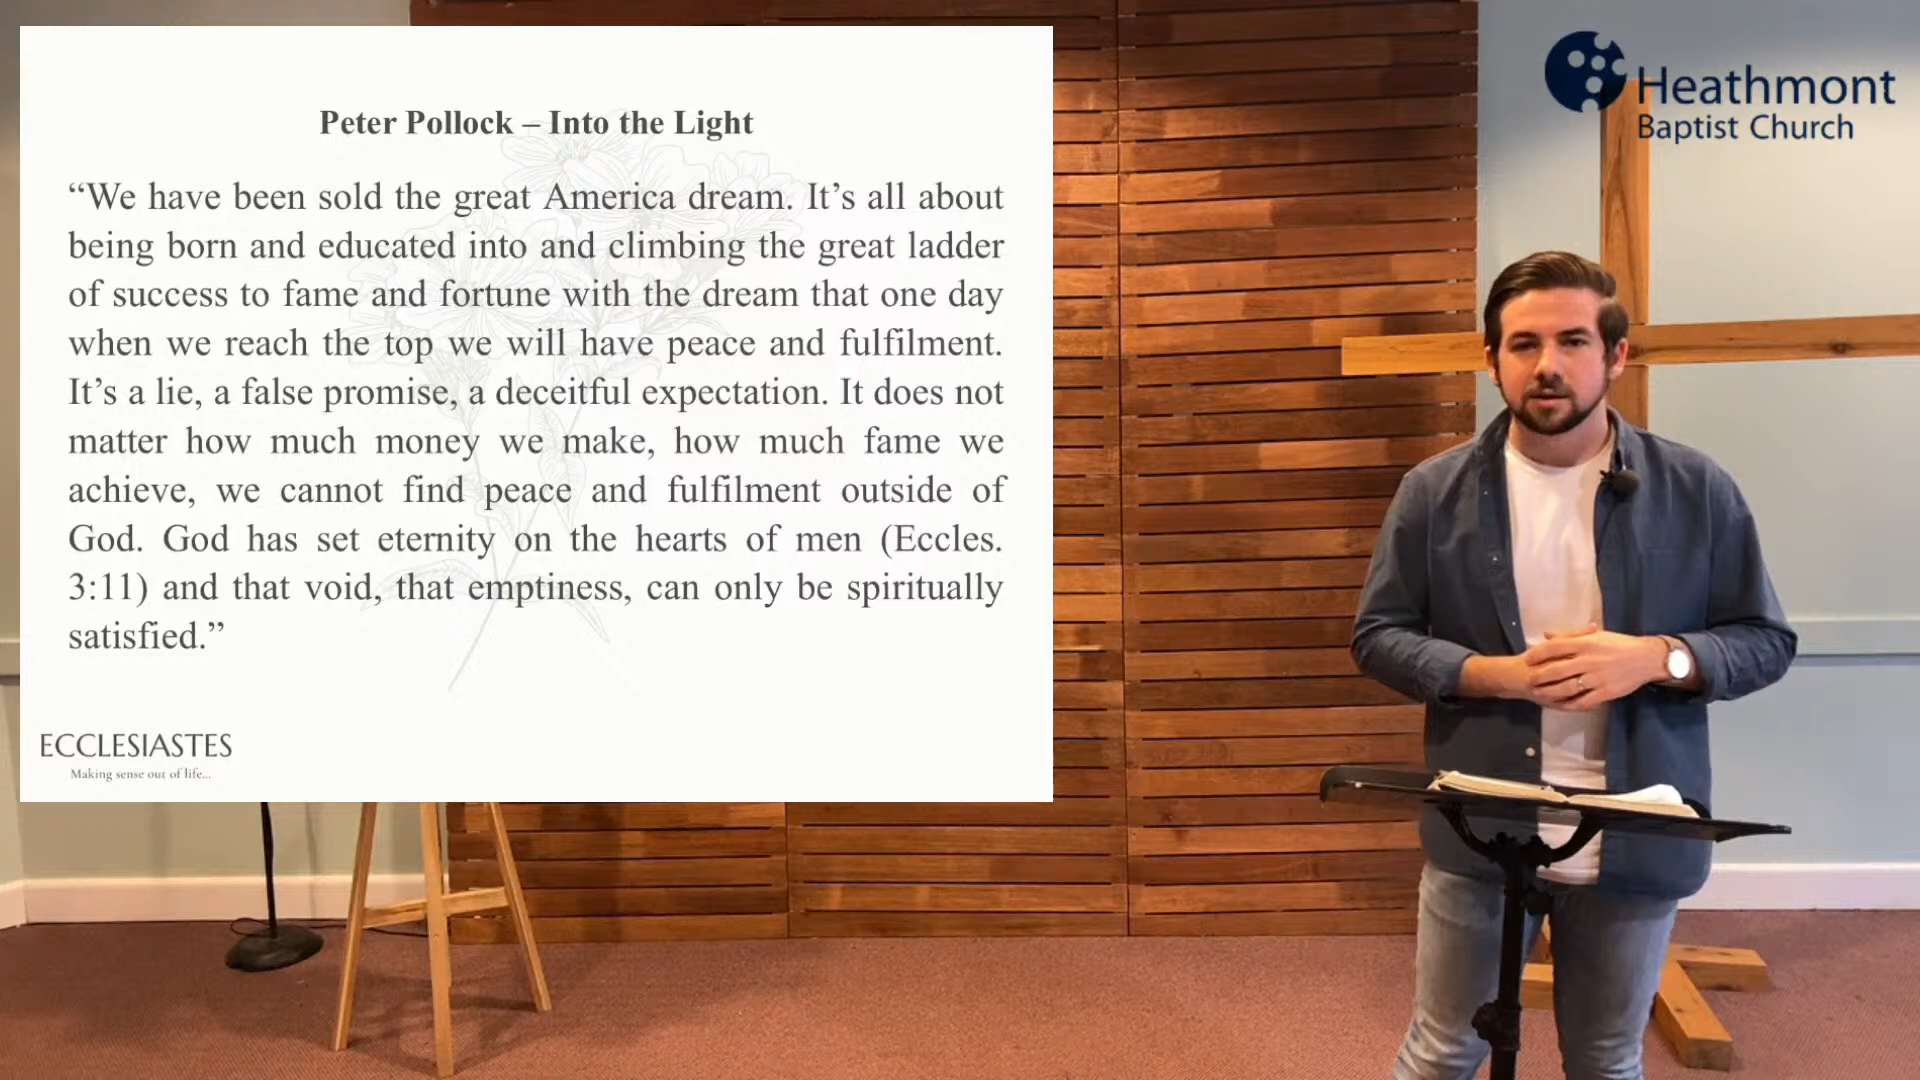 Peter Pollock – Into the Light
“We have been sold the great America dream. It’s all about
being born and educated into and climbing the great ladder
of success to fame and fortune with the dream that one day
when we reach the top we will have peace and fulfilment.
It’s a lie, a false promise, a deceitful expectation. It does not
matter how much money we make, how much fame we
achieve, we cannot find peace and fulfilment outside of
God. God has set eternity on the hearts of men (Eccles.
3:11) and that void, that emptiness, can only be spiritually
satisfied.”
ECCLESIASTES
Making sense out of life...
Heathmont
Baptist Church